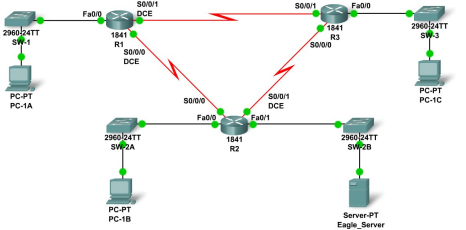 Fa0/0
S0/0/1
DCE
2960-24TT
SW-1
1841
R1
S0/0/0
DCE
PC-PT
PC-1A
S0/0/1
Fa0/0
1841
R3
S0/0/0
2960-24TT
SW-3
PC-PT
PC-1C
S0/0/0
S0/0/1
DCE
Fa0/0
Fa0/1
2960-24TT
SW-2A
1841
R2
2960-24TT
SW-2B
PC-PT
PC-1B
Server-PT
Eagle_Server